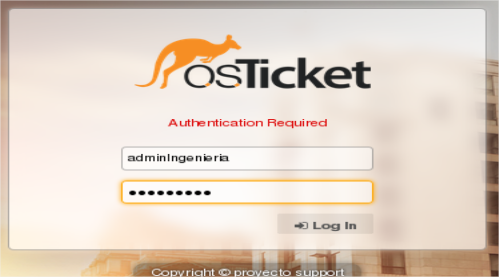 osTicket
Authentication Required
adminIngenieria
•••••••••
Log In
Copyright © proyecto support